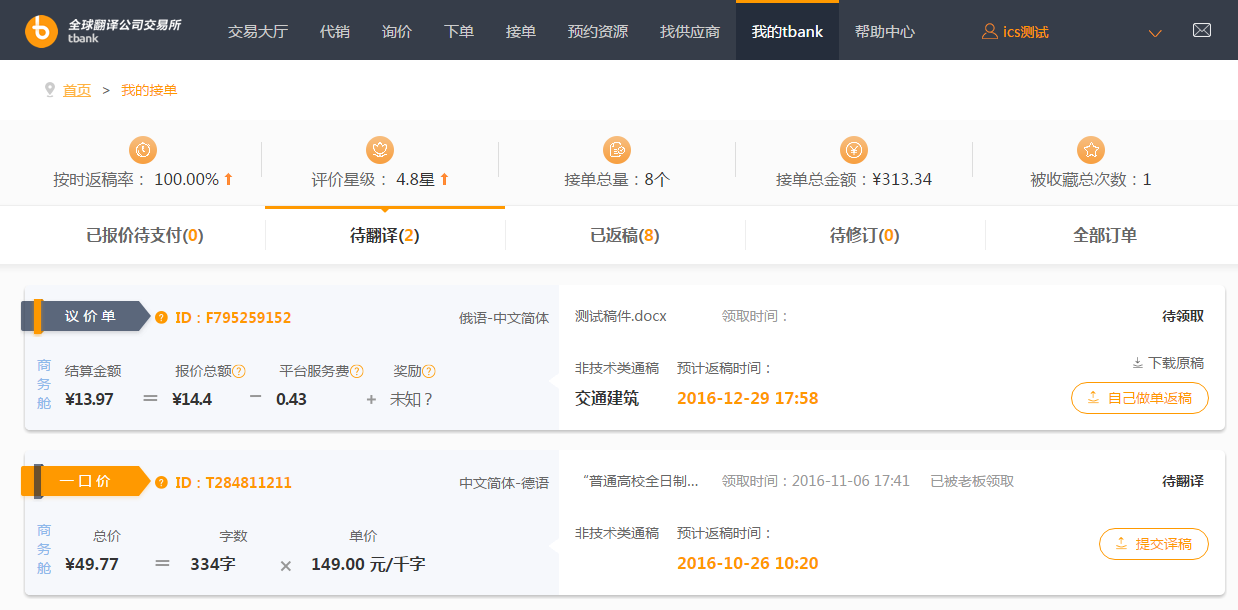 全球翻译公司交易所
tbank
交易大厅 代销 询价 下单 接单 预约资源 找供应商 我的tbank 帮助中心 ics测试
首页 > 我的接单
按时返稿率： 100.00% 评价星级： 4.8星 接单总量：8个 接单总金额：¥313.34 被收藏总次数：1
已报价待支付(0) 待翻译(2) 已返稿(8) 待修订(0) 全部订单
议价单 ? ID：F795259152 俄语-中文简体 测试稿件.docx 领取时间： 待领取
商务舱
结算金额 报价总额? 平台服务费? 奖励? 非技术类通稿 预计返稿时间： 下载原稿
¥13.97 = ¥14.4 - 0.43 + 未知？ 交通建筑 2016-12-29 17:58 自己做单返稿
一口价 ? ID：T284811211 中文简体-德语 “普通高校全日制... 领取时间：2016-11-06 17:41 已被老板领取 待翻译
商务舱
总价 字数 单价 非技术类通稿 预计返稿时间：
¥49.77 = 334字 × 149.00 元/千字 2016-10-26 10:20 提交译稿